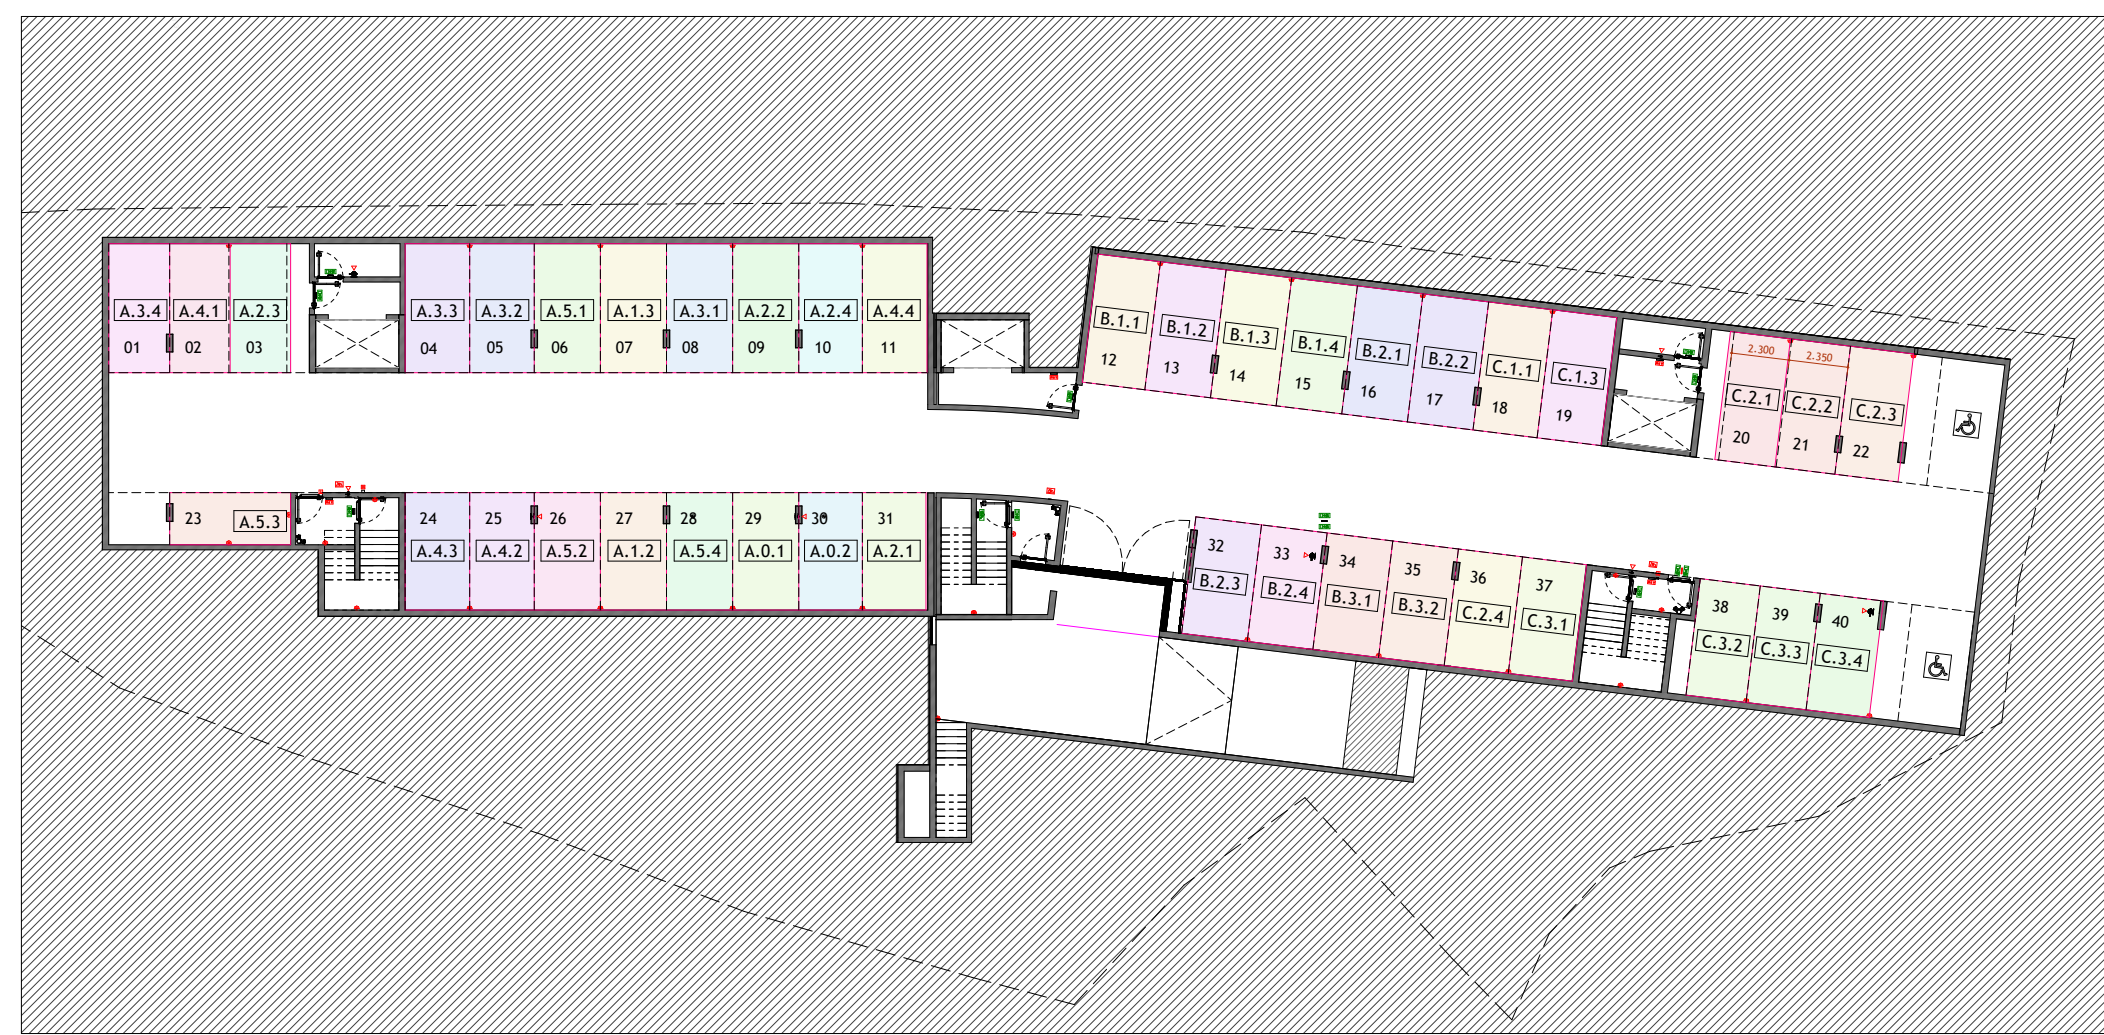 A.3.4 A.4.1 A.2.3 A.3.3 A.3.2 A.5.1 A.1.3 A.3.1 A.2.2 A.2.4 A.4.4
01 02 03 04 05 06 07 08 09 10 11
B.1.1 B.1.2 B.1.3 B.1.4 B.2.1 B.2.2 C.1.1 C.1.3
12 13 14 15 16 17 18 19
2.300 2.350
C.2.1 C.2.2 C.2.3
20 21 22
23 A.5.3
24 25 26 27 28 29 30 31
A.4.3 A.4.2 A.5.2 A.1.2 A.5.4 A.0.1 A.0.2 A.2.1
32 33 34 35 36 37
B.2.3 B.2.4 B.3.1 B.3.2 C.2.4 C.3.1
38 39 40
C.3.2 C.3.3 C.3.4